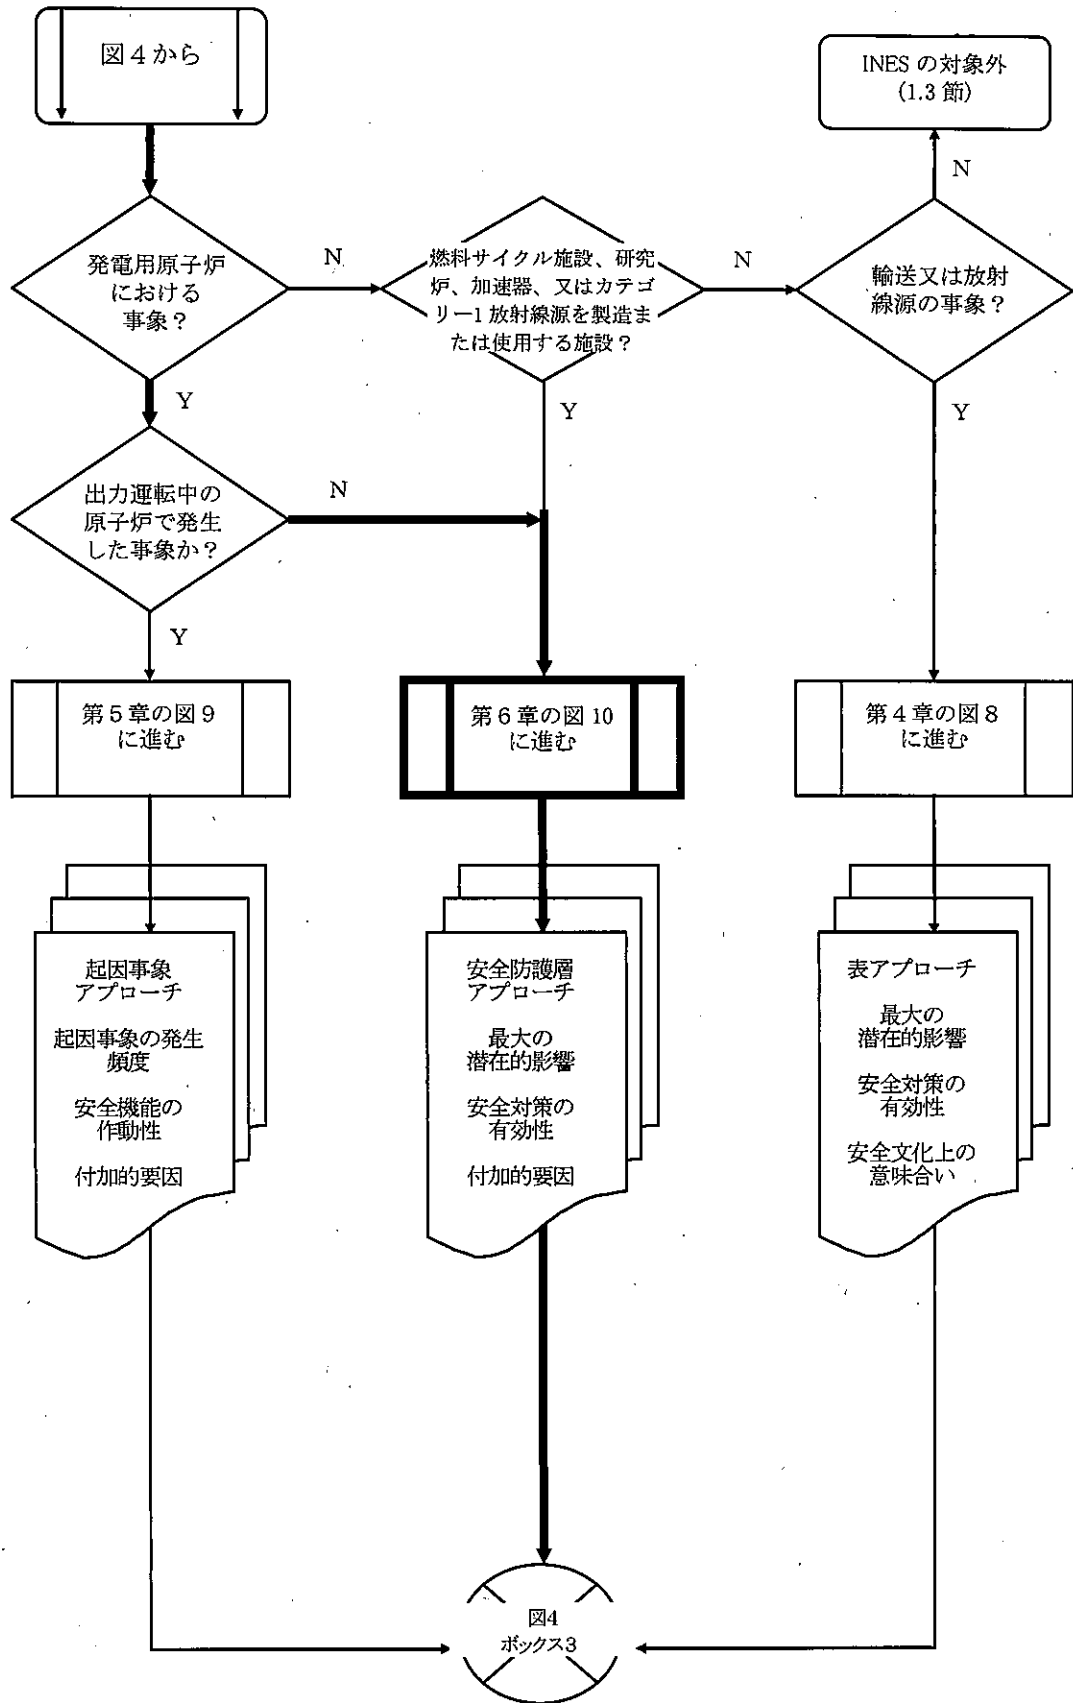 図4から
INES の対象外
(1.3 節)
N
発電用原子炉
における
事象?
N
燃料サイクル施設、研究
炉、加速器、又はカテゴ
リー1 放射線源を製造ま
たは使用する施設?
N
輸送又は放射
線源の事象?
Y
Y
Y
出力運転中の
原子炉で発生
した事象か?
N
Y
第5章の図9
に進む
第6章の図 10
に進む
第4章の図8
に進む
起因事象
アプローチ
起因事象の発生
頻度
安全機能の
作動性
付加的要因
安全防護層
アプローチ
最大の
潜在的影響
安全対策の
有効性
付加的要因
表アプローチ
最大の
潜在的影響
安全対策の
有効性
安全文化上の
意味合い
図4
ボックス3